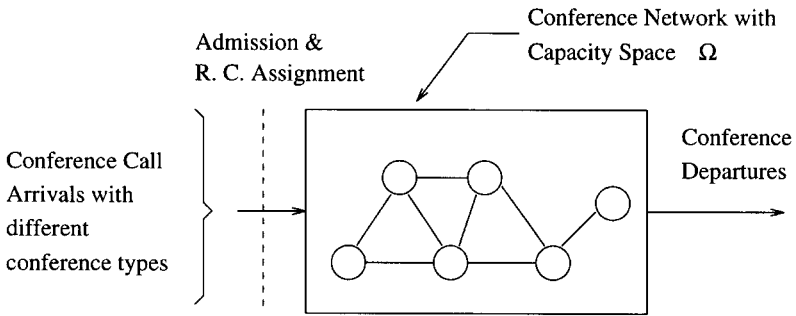 Conference Network with
Capacity Space Ω
Admission &
R. C. Assignment
Conference Call
Arrivals with
different
conference types
Conference
Departures